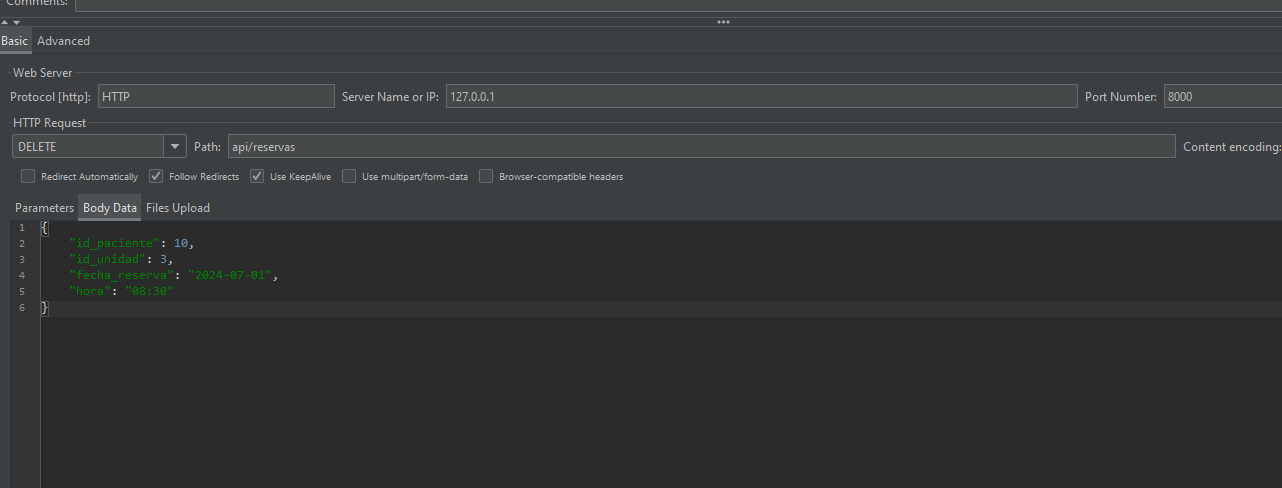 Comments:
Basic Advanced
Web Server
Protocol [http]: HTTP Server Name or IP: 127.0.0.1 Port Number: 8000
HTTP Request
DELETE Path: api/reservas Content encoding:
Redirect Automatically Follow Redirects Use KeepAlive Use multipart/form-data Browser-compatible headers
Parameters Body Data Files Upload
1 {
2 "id_paciente": 10,
3 "id_unidad": 3,
4 "fecha_reserva": "2024-07-01",
5 "hora": "08:30"
6 }